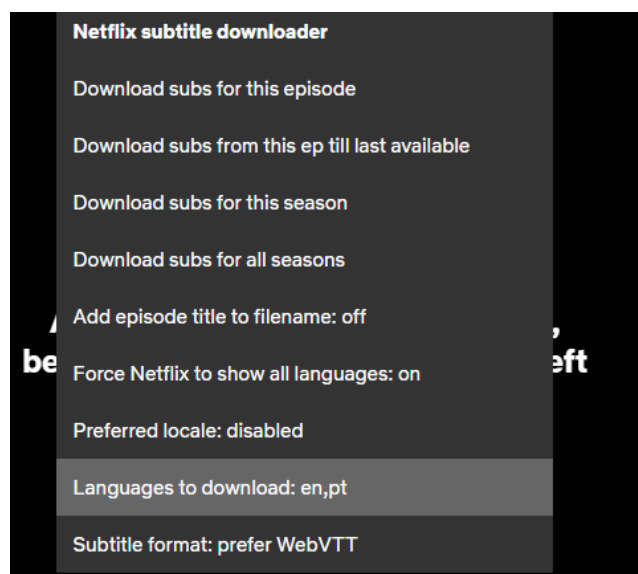 Netflix subtitle downloader
Download subs for this episode
Download subs from this ep till last available
Download subs for this season
Download subs for all seasons
Add episode title to filename: off
Force Netflix to show all languages: on
Preferred locale: disabled
Languages to download: en,pt
Subtitle format: prefer WebVTT